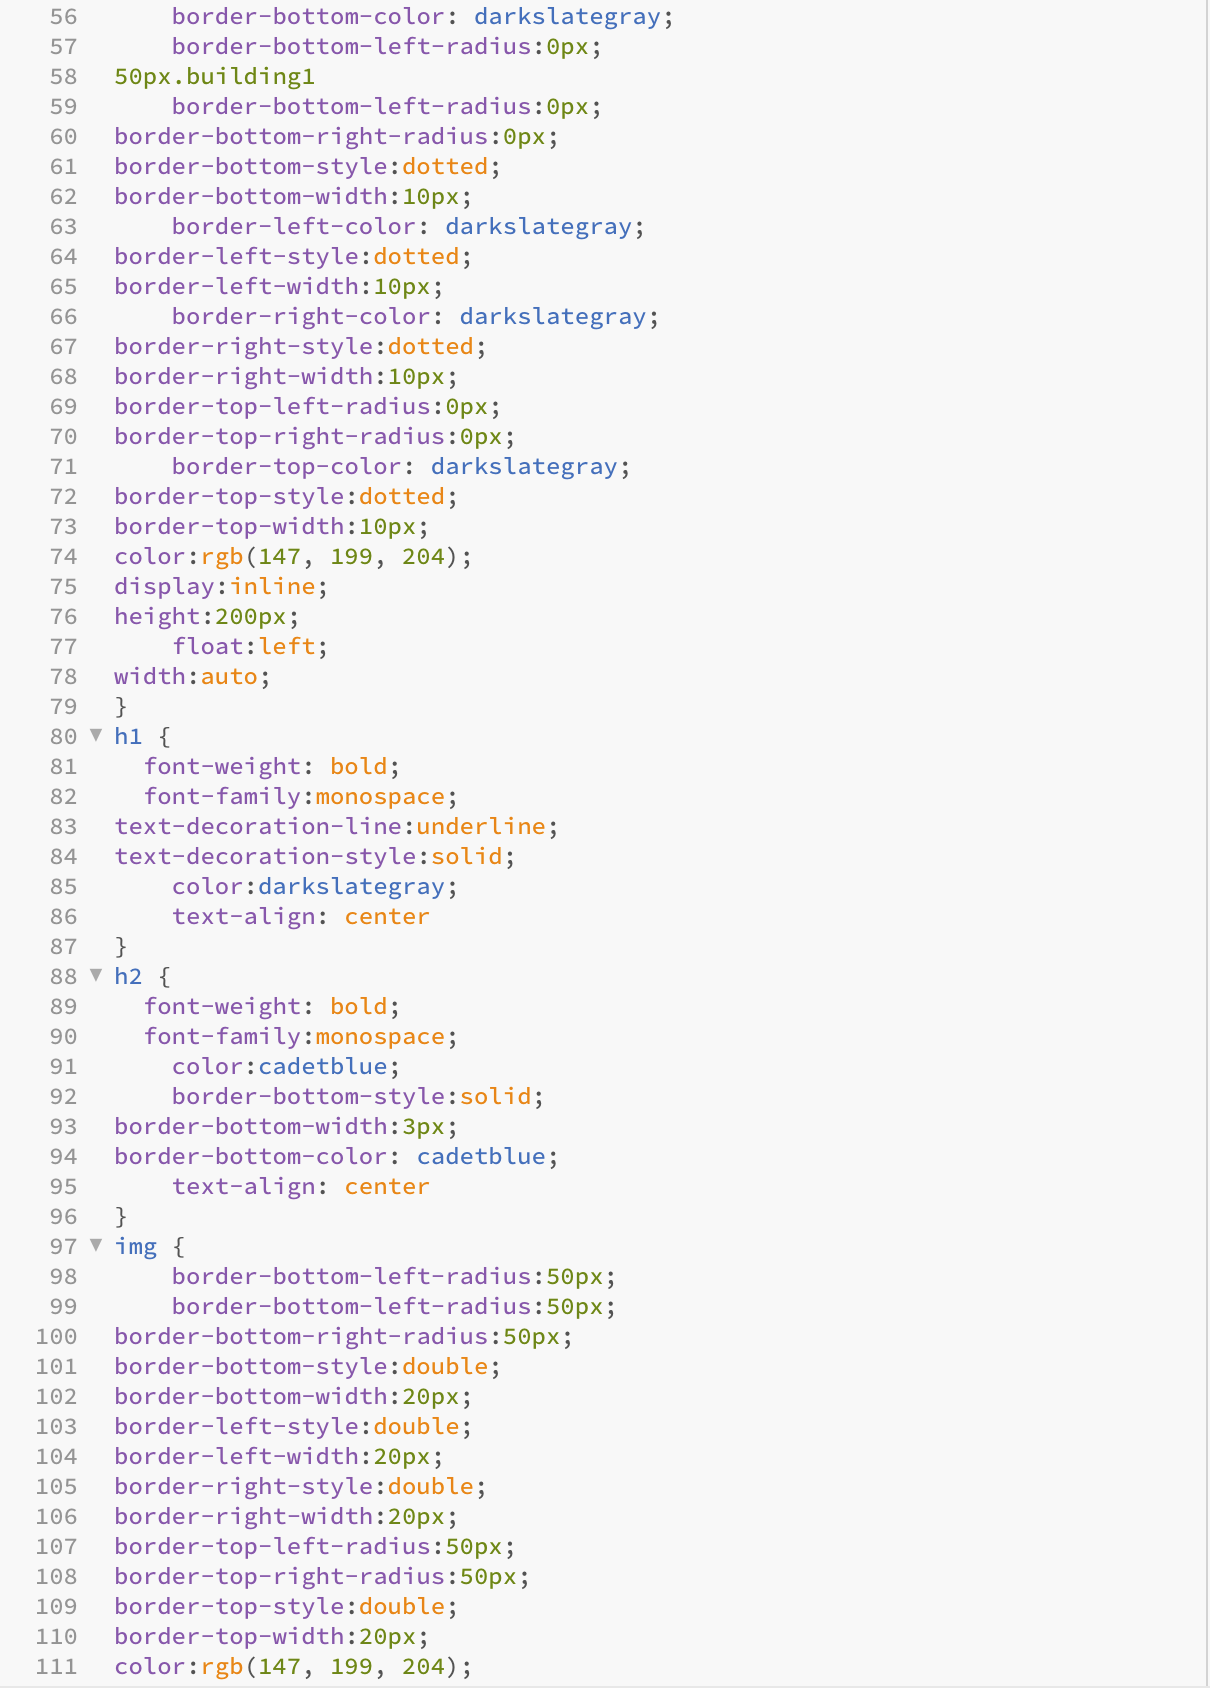 56 border-bottom-color: darkslategray;
57 border-bottom-left-radius:0px;
58 50px.building1
59 border-bottom-left-radius:0px;
60 border-bottom-right-radius:0px;
61 border-bottom-style:dotted;
62 border-bottom-width:10px;
63 border-left-color: darkslategray;
64 border-left-style:dotted;
65 border-left-width:10px;
66 border-right-color: darkslategray;
67 border-right-style:dotted;
68 border-right-width:10px;
69 border-top-left-radius:0px;
70 border-top-right-radius:0px;
71 border-top-color: darkslategray;
72 border-top-style:dotted;
73 border-top-width:10px;
74 color:rgb(147, 199, 204);
75 display:inline;
76 height:200px;
77 float:left;
78 width:auto;
79 }
80 ▼ h1 {
81 font-weight: bold;
82 font-family:monospace;
83 text-decoration-line:underline;
84 text-decoration-style:solid;
85 color:darkslategray;
86 text-align: center
87 }
88 ▼ h2 {
89 font-weight: bold;
90 font-family:monospace;
91 color:cadetblue;
92 border-bottom-style:solid;
93 border-bottom-width:3px;
94 border-bottom-color: cadetblue;
95 text-align: center
96 }
97 ▼ img {
98 border-bottom-left-radius:50px;
99 border-bottom-left-radius:50px;
100 border-bottom-right-radius:50px;
101 border-bottom-style:double;
102 border-bottom-width:20px;
103 border-left-style:double;
104 border-left-width:20px;
105 border-right-style:double;
106 border-right-width:20px;
107 border-top-left-radius:50px;
108 border-top-right-radius:50px;
109 border-top-style:double;
110 border-top-width:20px;
111 color:rgb(147, 199, 204);